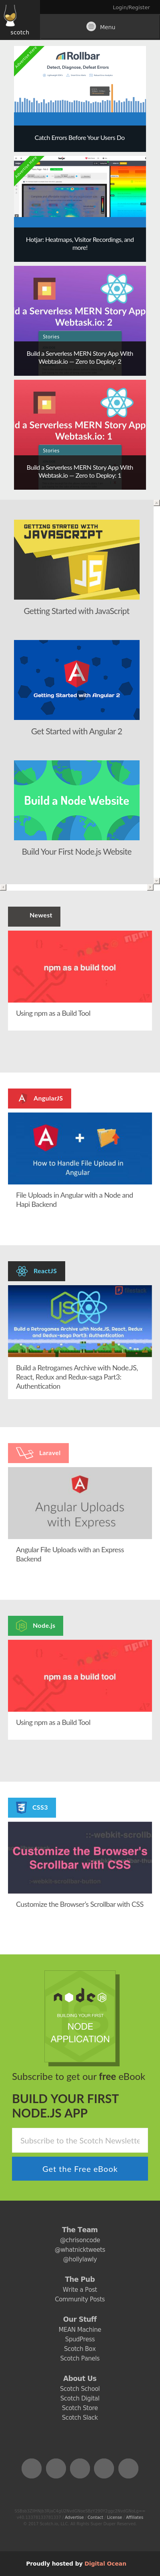 Login/Register
scotch
Menu
Rollbar
Detect, Diagnose, Defeat Errors
Catch Errors Before Your Users Do
Hotjar: Heatmaps, Visitor Recordings, and
more!
d a Serverless MERN Story App
Webtask.io: 2
Stories
Build a Serverless MERN Story App With
Webtask.io — Zero to Deploy: 2
d a Serverless MERN Story App
Webtask.io: 1
Stories
Build a Serverless MERN Story App With
Webtask.io — Zero to Deploy: 1
GETTING STARTED WITH
JAVASCRIPT
JS
Getting Started with JavaScript
Getting Started with Angular 2
Get Started with Angular 2
Build a Node Website
Build Your First Node.js Website
Newest
npm
npm as a build tool
Using npm as a Build Tool
AngularJS
How to Handle File Upload in
Angular
File Uploads in Angular with a Node and
Hapi Backend
ReactJS
Build a Retrogames Archive with Node.JS, React, Redux
and Redux-saga Part3: Authentication
Build a Retrogames Archive with Node.JS,
React, Redux and Redux-saga Part3:
Authentication
Laravel
Angular Uploads
with Express
Angular File Uploads with an Express
Backend
Node.js
npm
npm as a build tool
Using npm as a Build Tool
CSS3
::-webkit-scrollb
Customize the Browser's
Scrollbar with CSS
Customize the Browser's Scrollbar with CSS
node
BUILDING YOUR FIRST
NODE
APPLICATION
Subscribe to get our free eBook
BUILD YOUR FIRST
NODE.JS APP
Subscribe to the Scotch Newslette
Get the Free eBook
The Team
@chrisoncode
@whatnicktweets
@hollylawly
The Pub
Write a Post
Community Posts
Our Stuff
MEAN Machine
SpudPress
Scotch Box
Scotch Panels
About Us
Scotch School
Scotch Digital
Scotch Store
Scotch Slack
Advertise Contact License Affiliates
Proudly hosted by Digital Ocean